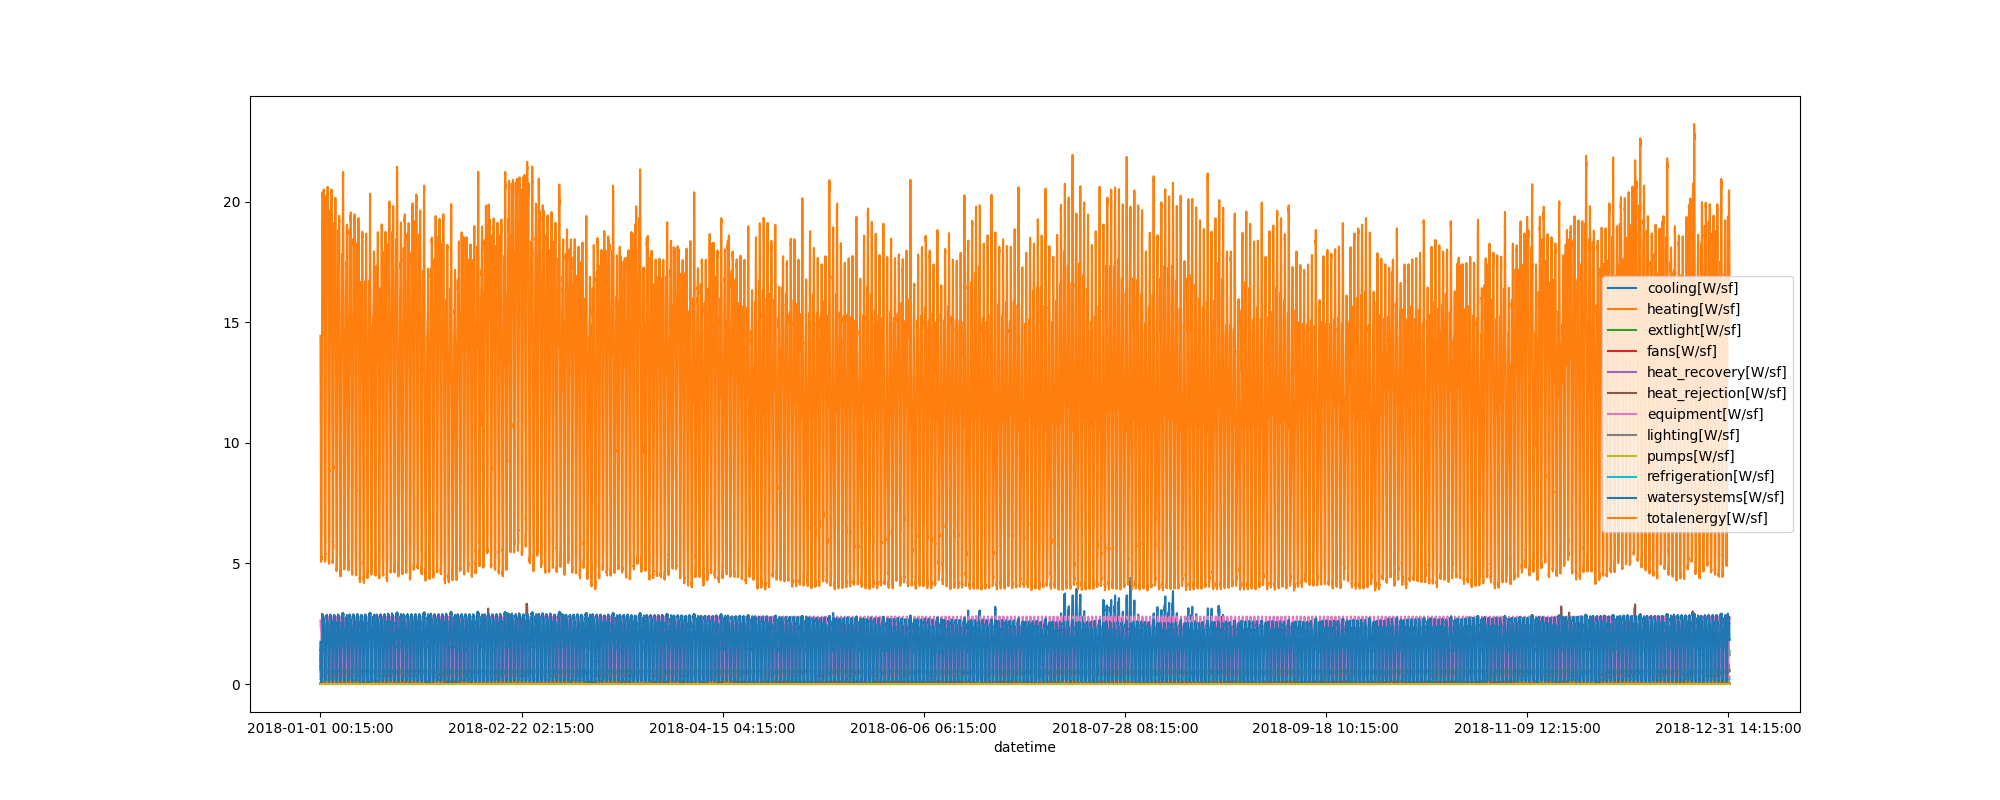 20
15
10
5
0
cooling[W/sf]
heating[W/sf]
extlight[W/sf]
fans[W/sf]
heat_recovery[W/sf]
heat_rejection[W/sf]
equipment[W/sf]
lighting[W/sf]
pumps[W/sf]
refrigeration[W/sf]
watersystems[W/sf]
totalenergy[W/sf]
2018-01-01 00:15:00 2018-02-22 02:15:00 2018-04-15 04:15:00 2018-06-06 06:15:00 2018-07-28 08:15:00 2018-09-18 10:15:00 2018-11-09 12:15:00 2018-12-31 14:15:00
datetime